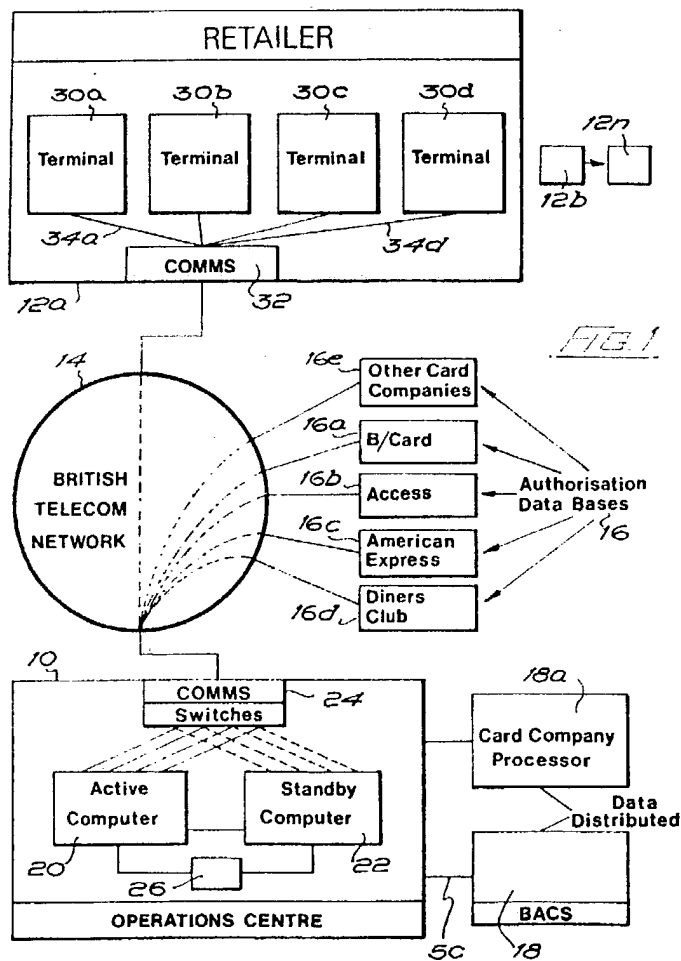 RETAILER
30a
30b
30c
30d
Terminal
Terminal
Terminal
Terminal
12n
12b
34a
34d
COMMS
32
12a
FIG.1
14
BRITISH
TELECOM
NETWORK
16e
Other Card
Companies
16a
B/Card
16b
Access
16c
American
Express
16d
Diners
Club
Authorisation
Data Bases
16
10
COMMS
24
Switches
Active
Computer
20
Standby
Computer
22
26
OPERATIONS CENTRE
18a
Card Company
Processor
Data
Distributed
5c
BACS
18